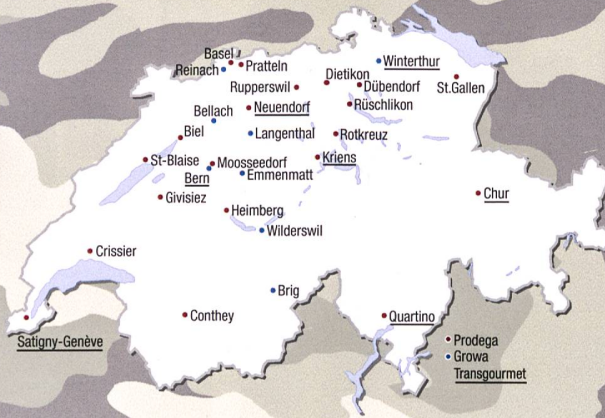 Basel
Pratteln
Reinach
Winterthur
Dietikon
Dübendorf
St.Gallen
Rupperswil
Rüschlikon
Neuendorf
Bellach
Biel
Langenthal
Rotkreuz
St-Blaise
Moosseedorf
Kriens
Bern
Emmenmatt
Givisiez
Chur
Heimberg
Wilderswil
Crissier
Brig
Conthey
Quartino
Satigny-Genève
Prodega
Growa
Transgourmet